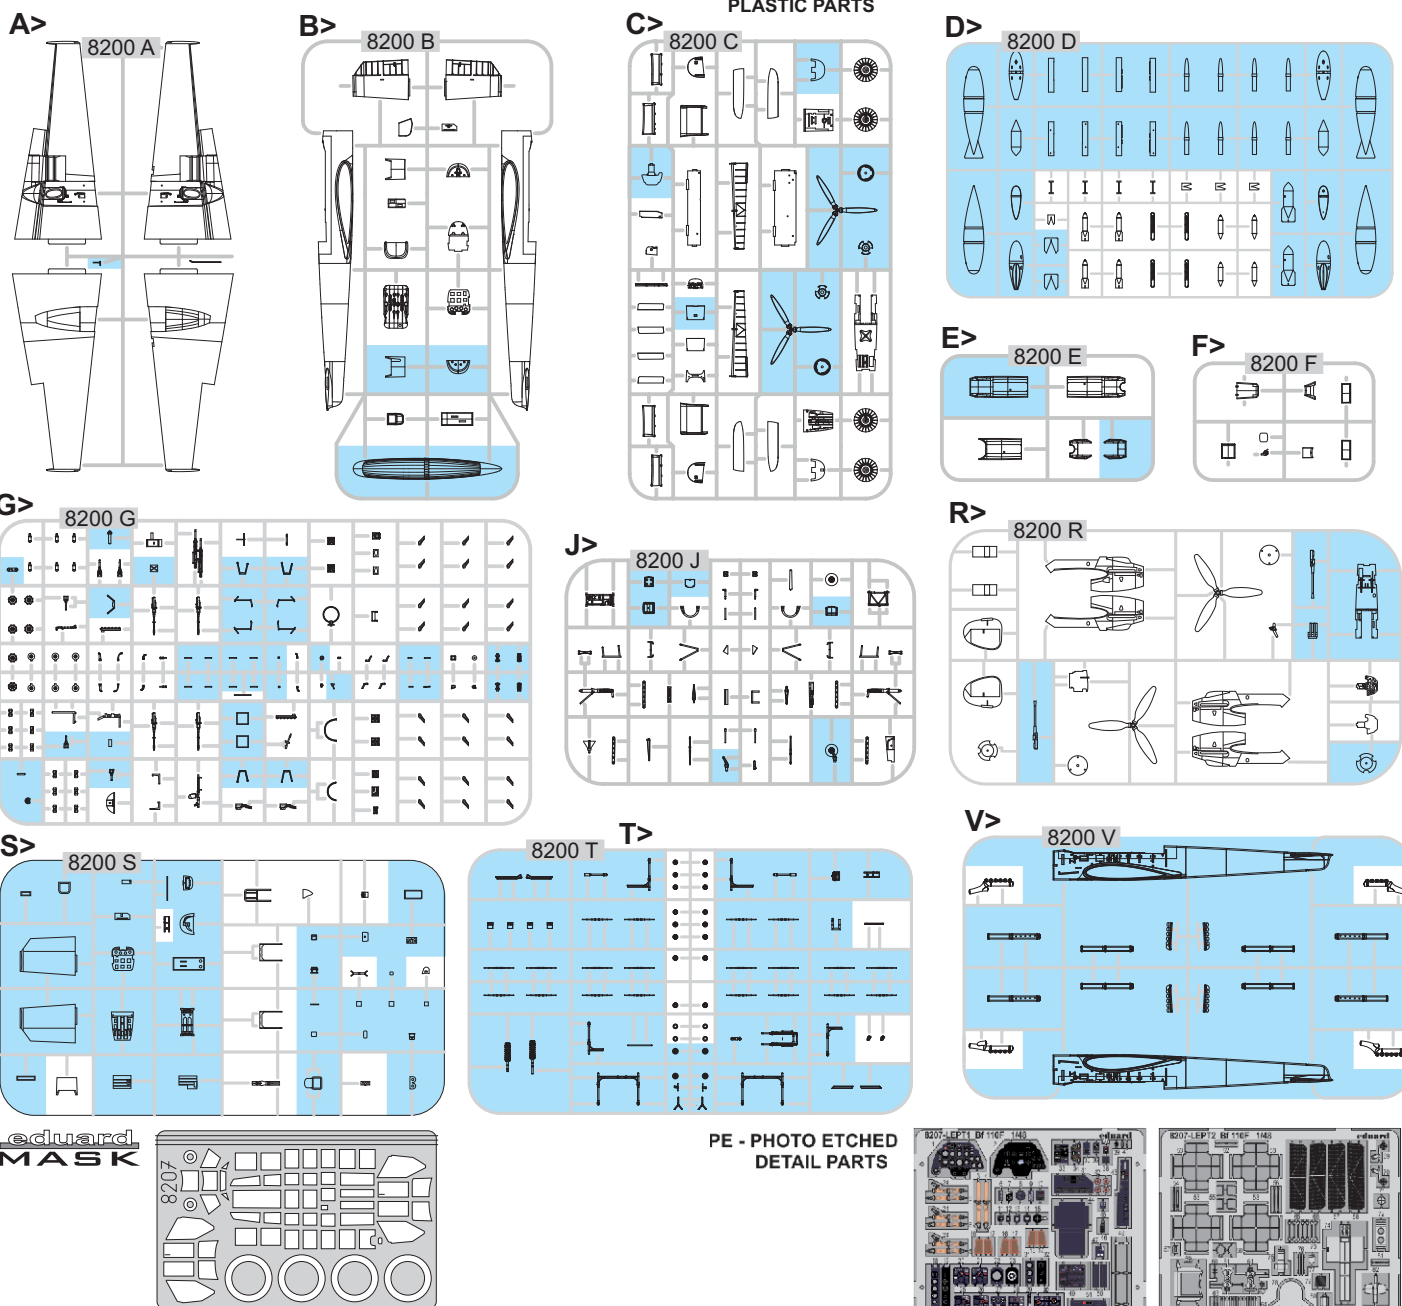 PLASTIC PARTS
A>
8200 A
B>
8200 B
C>
8200 C
D>
8200 D
E>
8200 E
F>
8200 F
G>
8200 G
J>
8200 J
R>
8200 R
S>
8200 S
T>
8200 T
V>
8200 V
eduard
MASK
8207
PE - PHOTO ETCHED
DETAIL PARTS
8207-LEPT1 Bf 110F 1/48 eduard
8207-LEPT2 Bf 110F 1/48 eduard